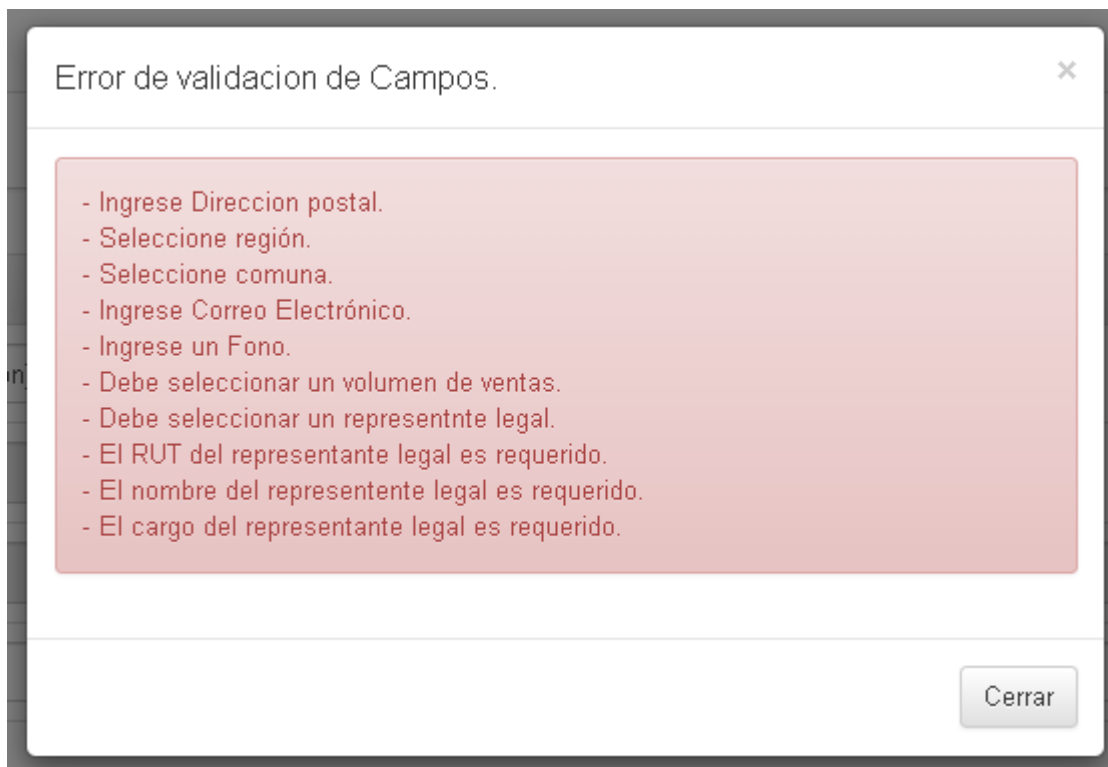 Error de validacion de Campos.
×
- Ingrese Direccion postal.
- Seleccione región.
- Seleccione comuna.
- Ingrese Correo Electrónico.
- Ingrese un Fono.
- Debe seleccionar un volumen de ventas.
- Debe seleccionar un representnte legal.
- El RUT del representante legal es requerido.
- El nombre del representente legal es requerido.
- El cargo del representante legal es requerido.
Cerrar